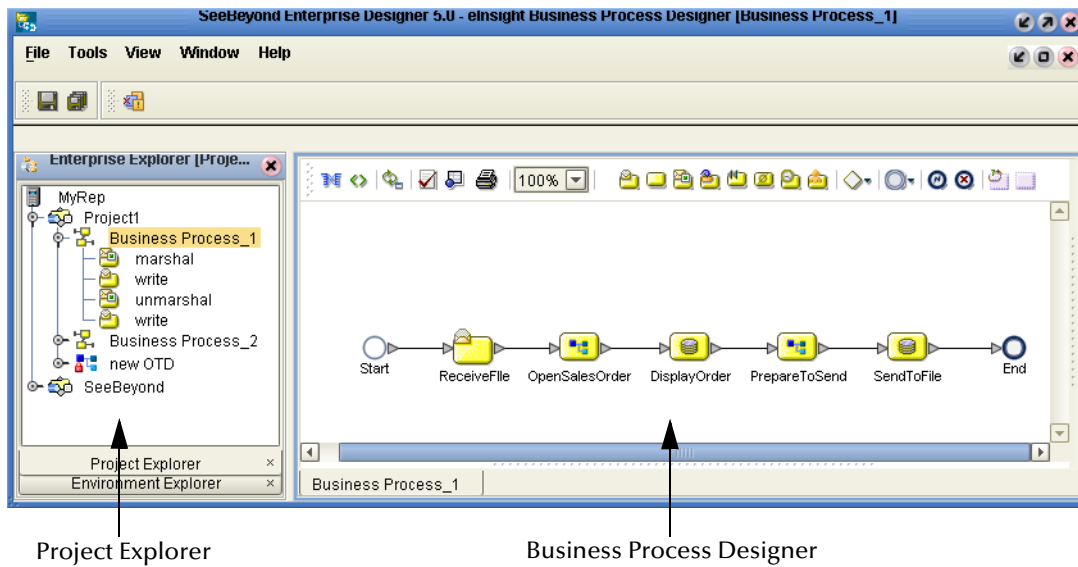 SeeBeyond Enterprise Designer 5.0 - eInsight Business Process Designer [Business Process_1]
File Tools View Window Help
Enterprise Explorer [Proje...
100%
MyRep
Project1
Business Process_1
marshal
write
unmarshal
write
Business Process_2
new OTD
SeeBeyond
Start
ReceiveFIle
OpenSalesOrder
DisplayOrder
PrepareToSend
SendToFile
End
Project Explorer ×
Environment Explorer ×
Business Process_1
Project Explorer
Business Process Designer